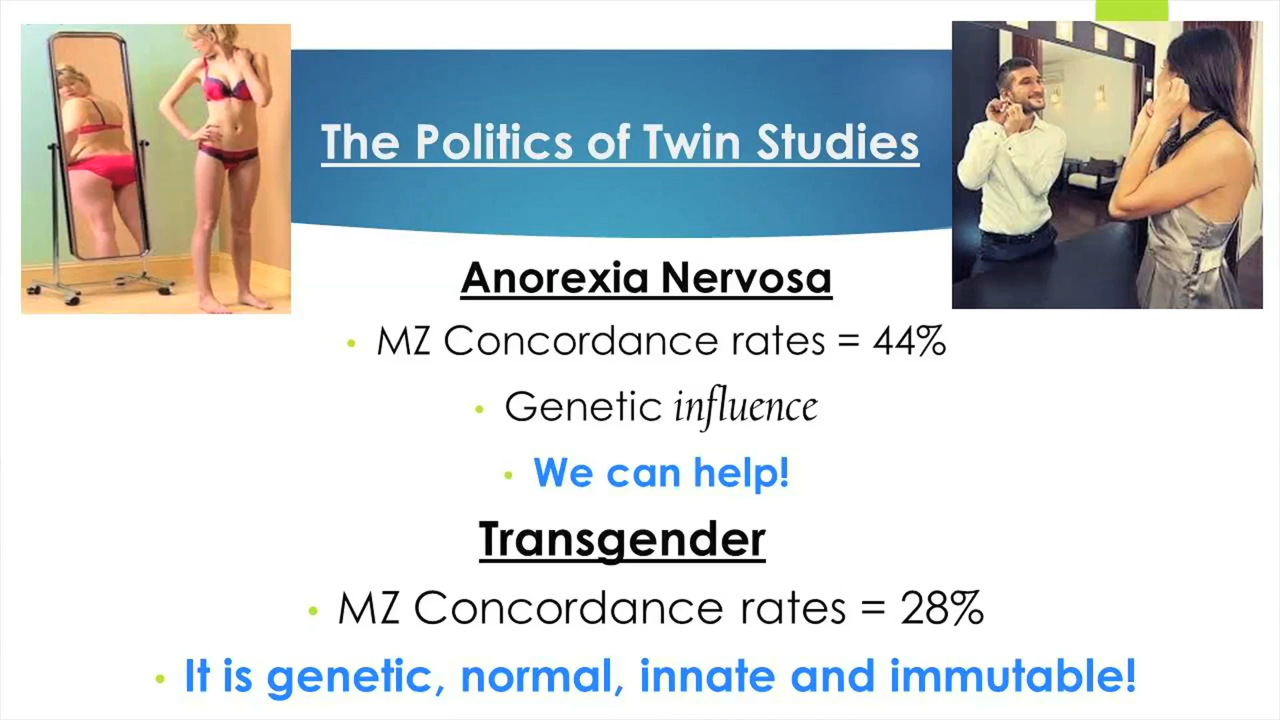 The Politics of Twin Studies
Anorexia Nervosa
• MZ Concordance rates = 44%
• Genetic influence
• We can help!
Transgender
• MZ Concordance rates = 28%
• It is genetic, normal, innate and immutable!